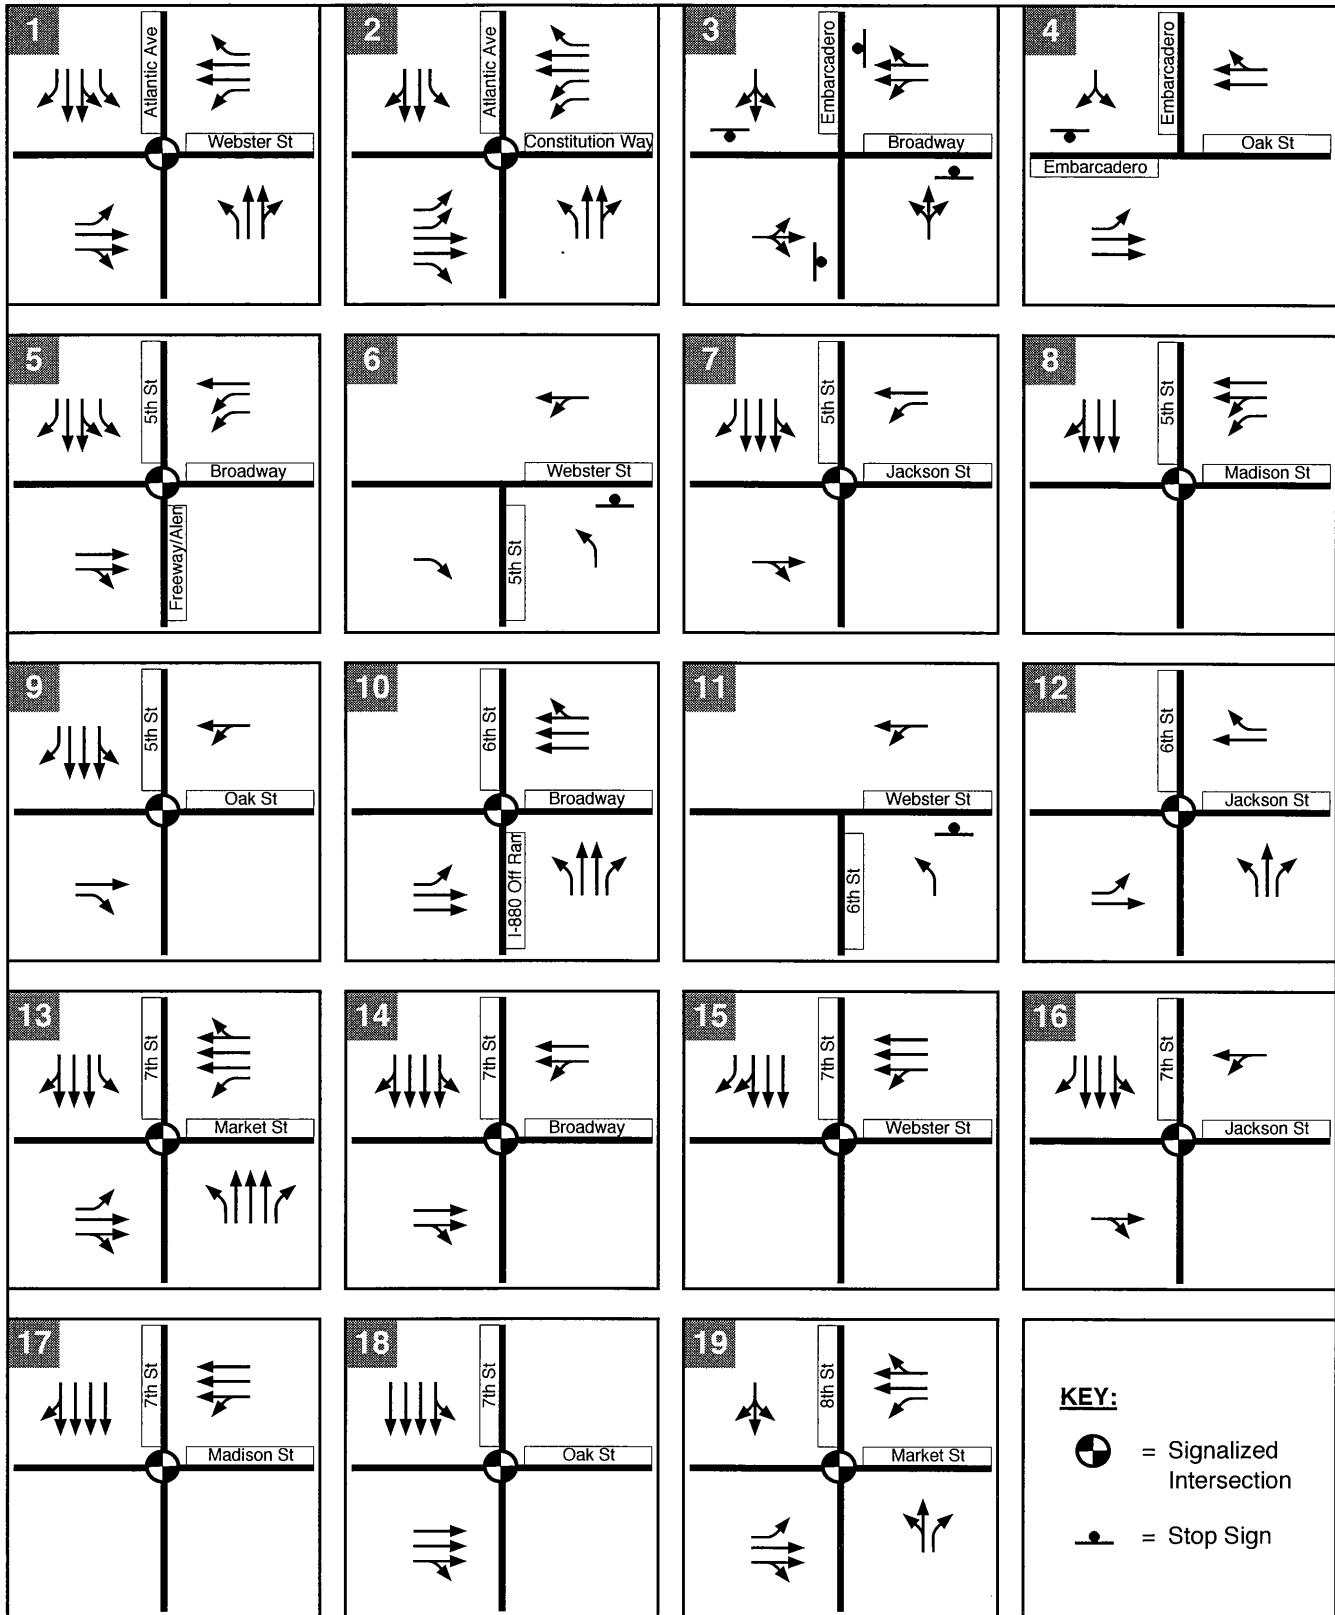 1
Atlantic Ave
Webster St
2
Atlantic Ave
Constitution Way
3
Embarcadero
Broadway
4
Embarcadero
Oak St
Embarcadero
5
5th St
Broadway
Freeway/Alem
6
Webster St
5th St
7
5th St
Jackson St
8
5th St
Madison St
9
5th St
Oak St
10
6th St
Broadway
I-880 Off Ram
11
Webster St
6th St
12
6th St
Jackson St
13
7th St
Market St
14
7th St
Broadway
15
7th St
Webster St
16
7th St
Jackson St
17
7th St
Madison St
18
7th St
Oak St
19
8th St
Market St
KEY:
= Signalized
Intersection
= Stop Sign